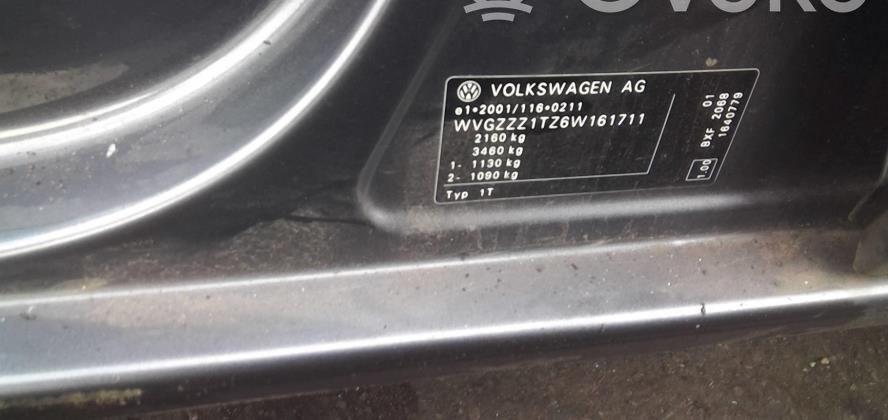 VOLKSWAGEN AG
e1*2001/116*0211
WVGZZZ1TZ6W161711
2160 kg
3460 kg
1- 1130 kg
2- 1090 kg
Typ 1T
01
BXF 2068
1640779
1.00